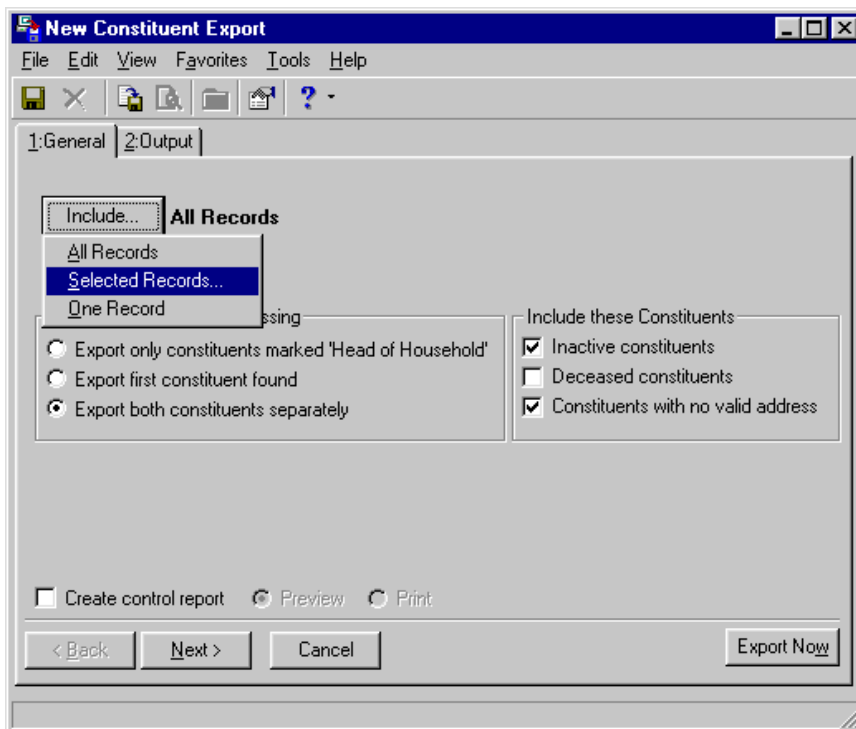 New Constituent Export
File Edit View Favorites Tools Help
?
1:General 2:Output
Include... All Records
All Records
Selected Records...
One Record
ssing
Export only constituents marked 'Head of Household'
Export first constituent found
Export both constituents separately
Include these Constituents
Inactive constituents
Deceased constituents
Constituents with no valid address
Create control report Preview Print
< Back Next > Cancel Export Now